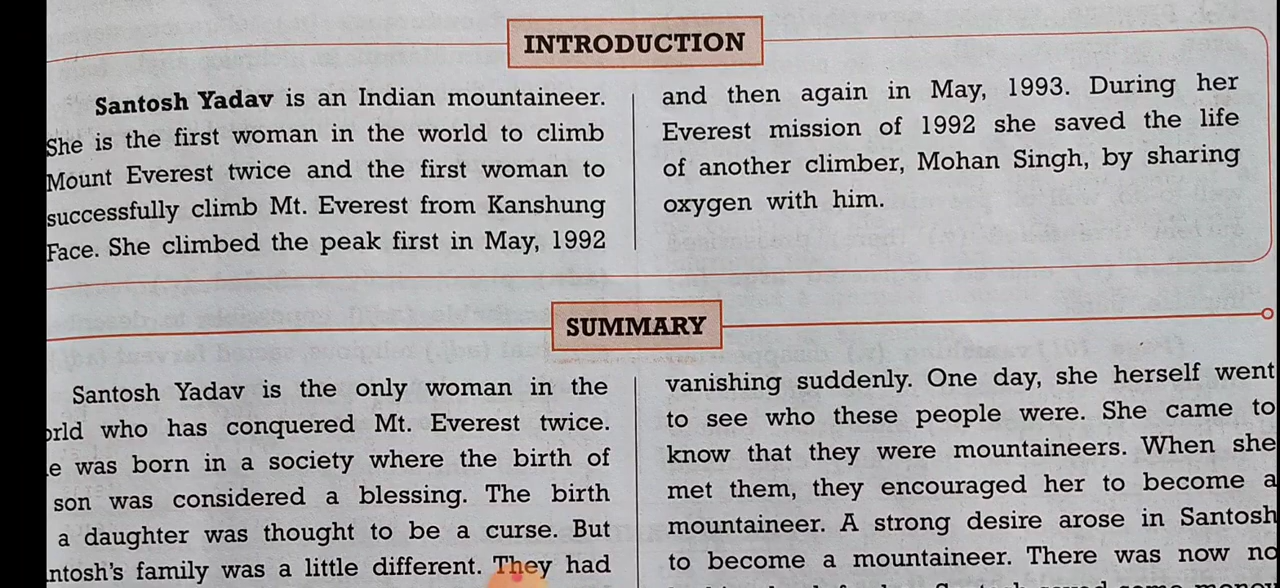 INTRODUCTION
Santosh Yadav is an Indian mountaineer.
She is the first woman in the world to climb
Mount Everest twice and the first woman to
successfully climb Mt. Everest from Kanshung
Face. She climbed the peak first in May, 1992
and then again in May, 1993. During her
Everest mission of 1992 she saved the life
of another climber, Mohan Singh, by sharing
oxygen with him.
SUMMARY
Santosh Yadav is the only woman in the
orld who has conquered Mt. Everest twice.
e was born in a society where the birth of
son was considered a blessing. The birth
a daughter was thought to be a curse. But
ntosh's family was a little different. They had
vanishing suddenly. One day, she herself went
to see who these people were. She came to
know that they were mountaineers. When she
met them, they encouraged her to become a
mountaineer. A strong desire arose in Santosh
to become a mountaineer. There was now no